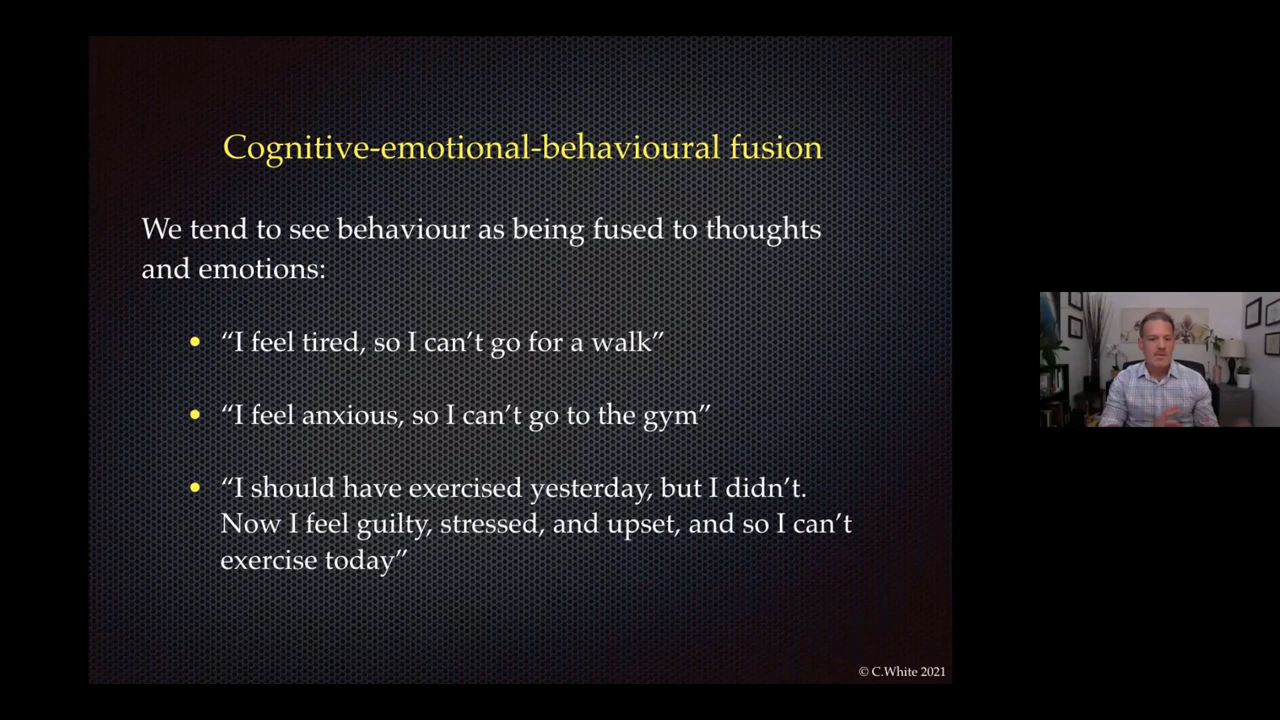 Cognitive-emotional-behavioural fusion
We tend to see behaviour as being fused to thoughts
and emotions:
• “I feel tired, so I can’t go for a walk”
• “I feel anxious, so I can’t go to the gym”
• “I should have exercised yesterday, but I didn’t.
Now I feel guilty, stressed, and upset, and so I can’t
exercise today”
© C.White 2021